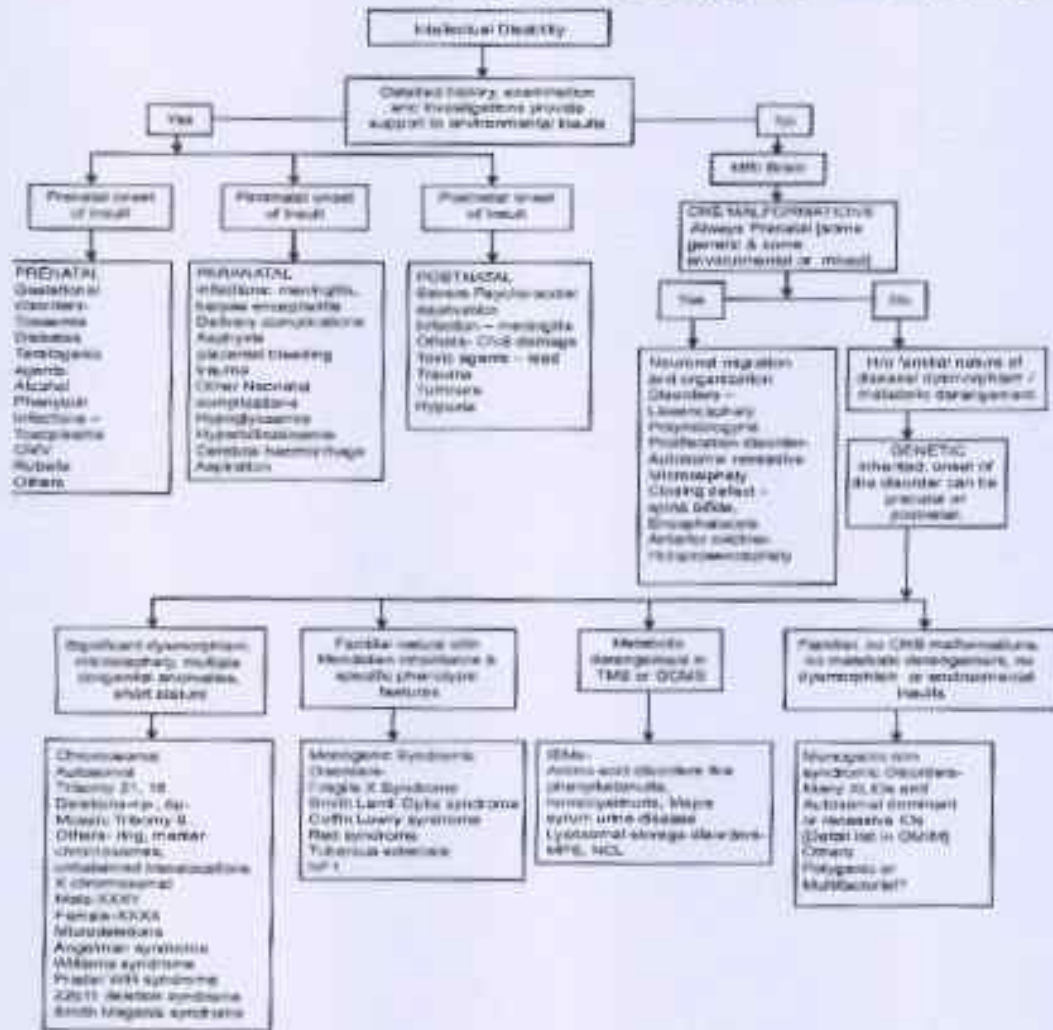 Intellectual Disability
Detailed history, examination
and investigations provide
support to environmental insults
Yes
No
Prenatal onset
of insult
Perinatal onset
of insult
Postnatal onset
of insult
MRI Brain
CNS MALFORMATIONS
Always Prenatal [some
genetic & some
environmental or mixed]
Yes
No
PRENATAL
Gestational
disorders-
Toxaemia
Diabetes
Teratogenic
agents
Alcohol
Phenytoin
Infections –
Toxoplasma
CMV
Rubella
Others
PARANATAL
Infections: meningitis,
herpes encephalitis
Delivery complications
Asphyxia
placental bleeding
trauma
Other Neonatal
complications
Hypoglycaemia
Hyperbilirubinaemia
Cerebral haemorrhage
Aspiration
POSTNATAL
Severe Psycho-social
deprivation
Infection – meningitis
Others- CNS damage
Toxic agents – lead
Trauma
Tumours
Hypoxia
Neuronal migration
and organization
Disorders –
Lissencephaly
Polymicrogyria
Proliferation disorder-
Autosomal recessive
Microcephaly
Closing defect –
spina bifida,
Encephalocele
Anterior
Holoprosencephaly
H/o familial nature of
disease/ dysmorphism /
metabolic derangement
GENETIC
inherited, onset of
the disorder can be
prenatal or
postnatal
Significant dysmorphism,
microcephaly, multiple
congenital anomalies,
short stature
Familial nature with
Mendelian inheritance &
specific phenotypic
features
Metabolic
derangement in
TMS or GCMS
Familial, no CNS malformations,
no metabolic derangement, no
dysmorphism or environmental
insults
Chromosomal
Autosomal
Trisomy 21, 18
Deletions-
Mosaic Trisomy 8
Others- ring, marker
chromosomes,
unbalanced translocations
X chromosomal
Male-XXXY
Female-XXXX
Microdeletions
Angelman syndrome
Williams syndrome
Prader Willi syndrome
22q11 deletion syndrome
Smith Magenis syndrome
Monogenic Syndromic
Disorders-
Fragile X Syndrome
Smith Lemli Opitz syndrome
Coffin Lowry syndrome
Rett syndrome
Tuberous sclerosis
NF1
IEMs-
Amino acid disorders like
phenylketonuria,
homocystinuria, Maple
syrum urine disease
Lysosomal storage disorders-
MPS, NCL
Monogenic non
syndromic Disorders-
Many XLIDs and
Autosomal dominant
or recessive IDs
[Detail list in OMIM]
Others
Polygenic or
Multifactorial?